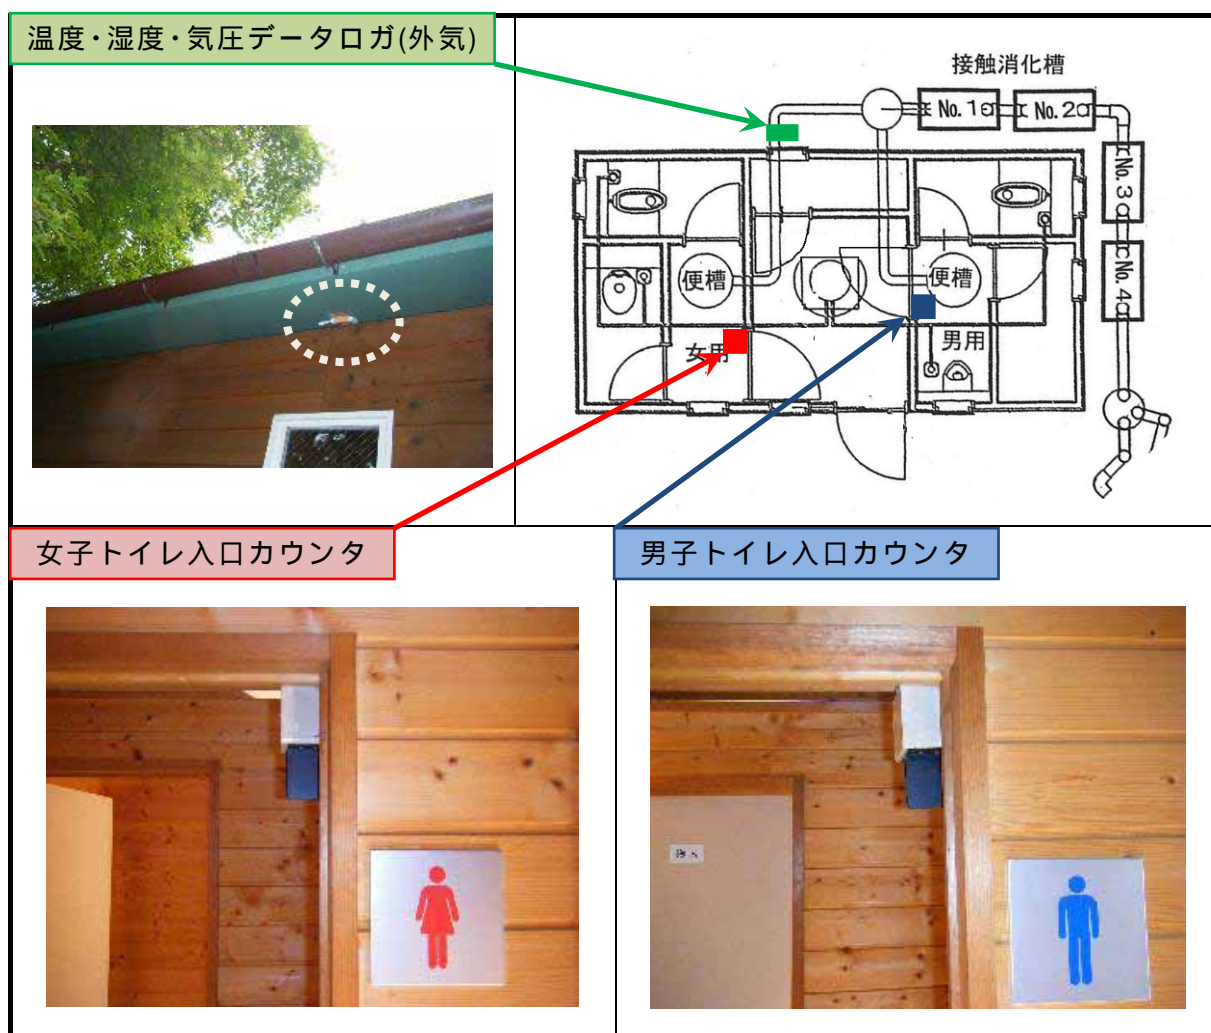 温度・湿度・気圧データロガ(外気)
接触消化槽
No. 1
No. 2
No. 3
No. 4
便槽
便槽
女用
男用
女子トイレ入口カウンタ
男子トイレ入口カウンタ